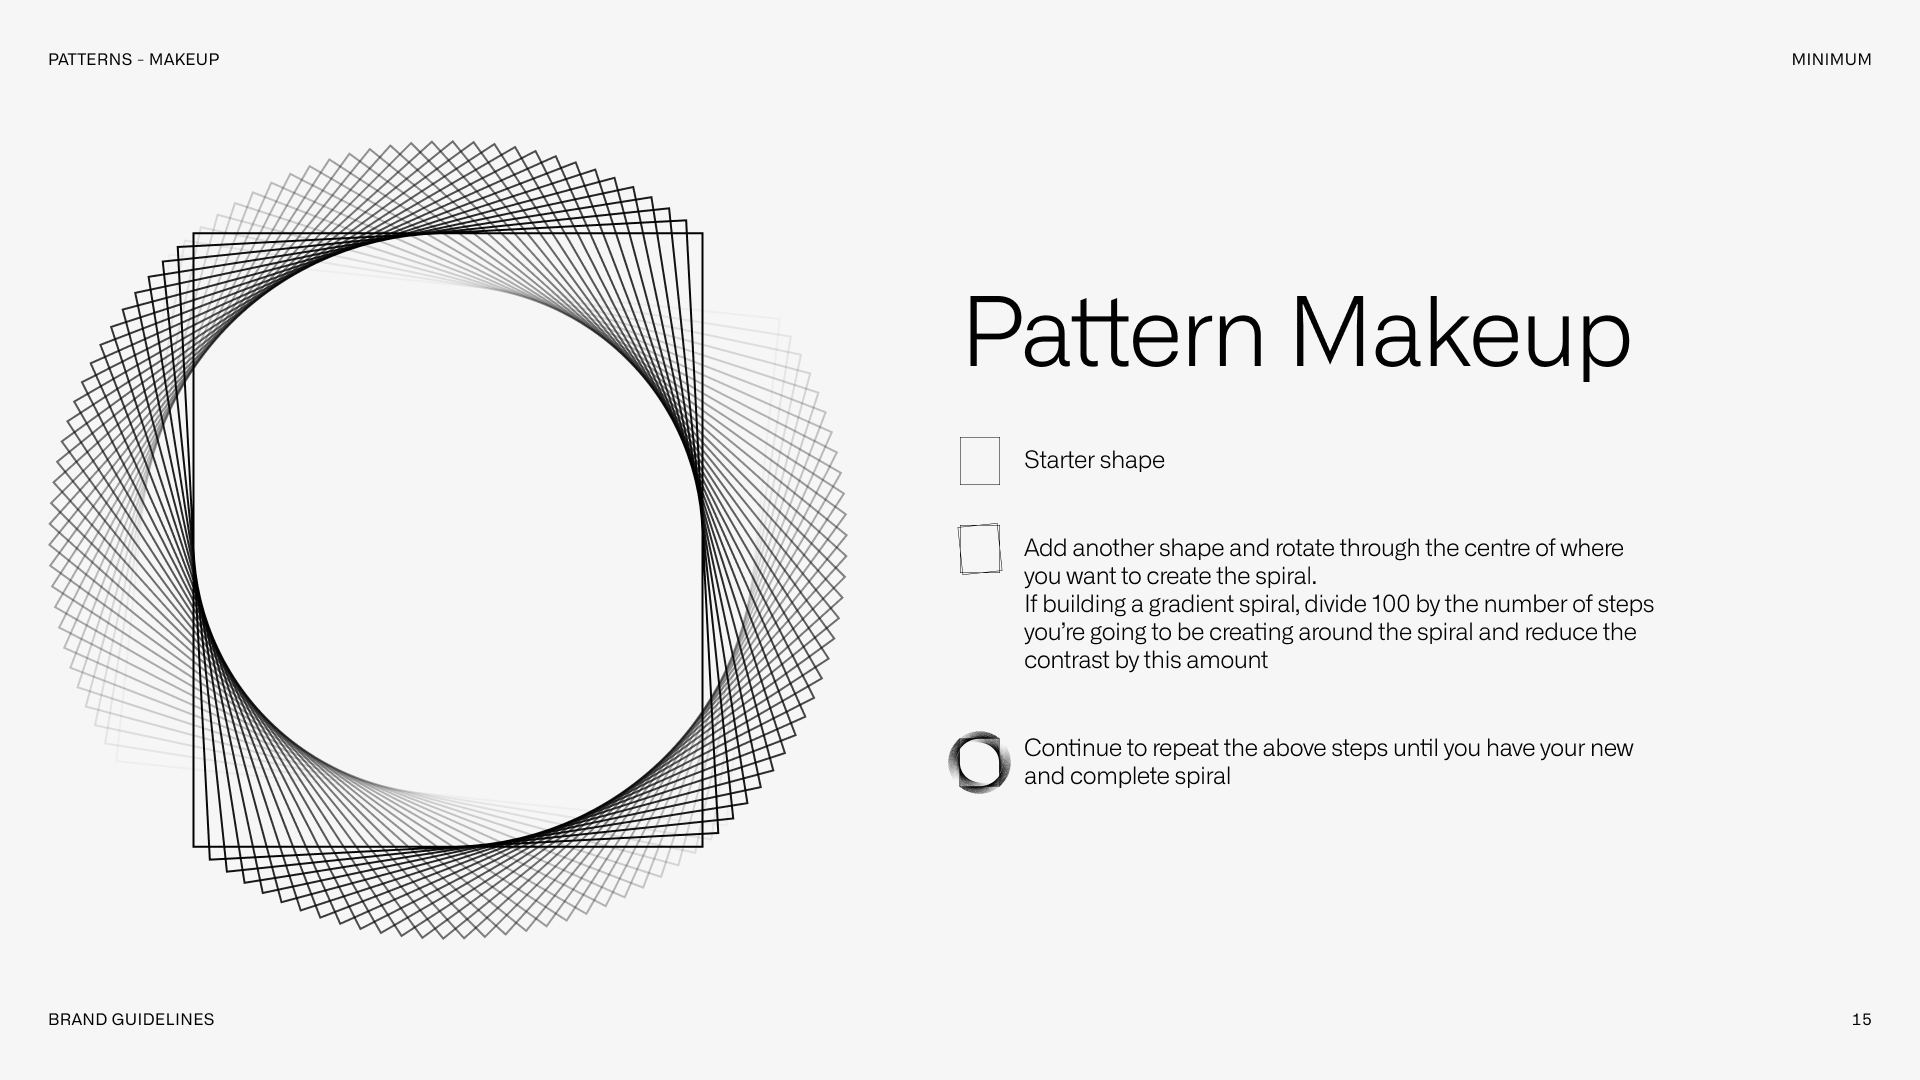 PATTERNS - MAKEUP
MINIMUM
Pattern Makeup
Starter shape
Add another shape and rotate through the centre of where
you want to create the spiral.
If building a gradient spiral, divide 100 by the number of steps
you’re going to be creating around the spiral and reduce the
contrast by this amount
Continue to repeat the above steps until you have your new
and complete spiral
BRAND GUIDELINES
15